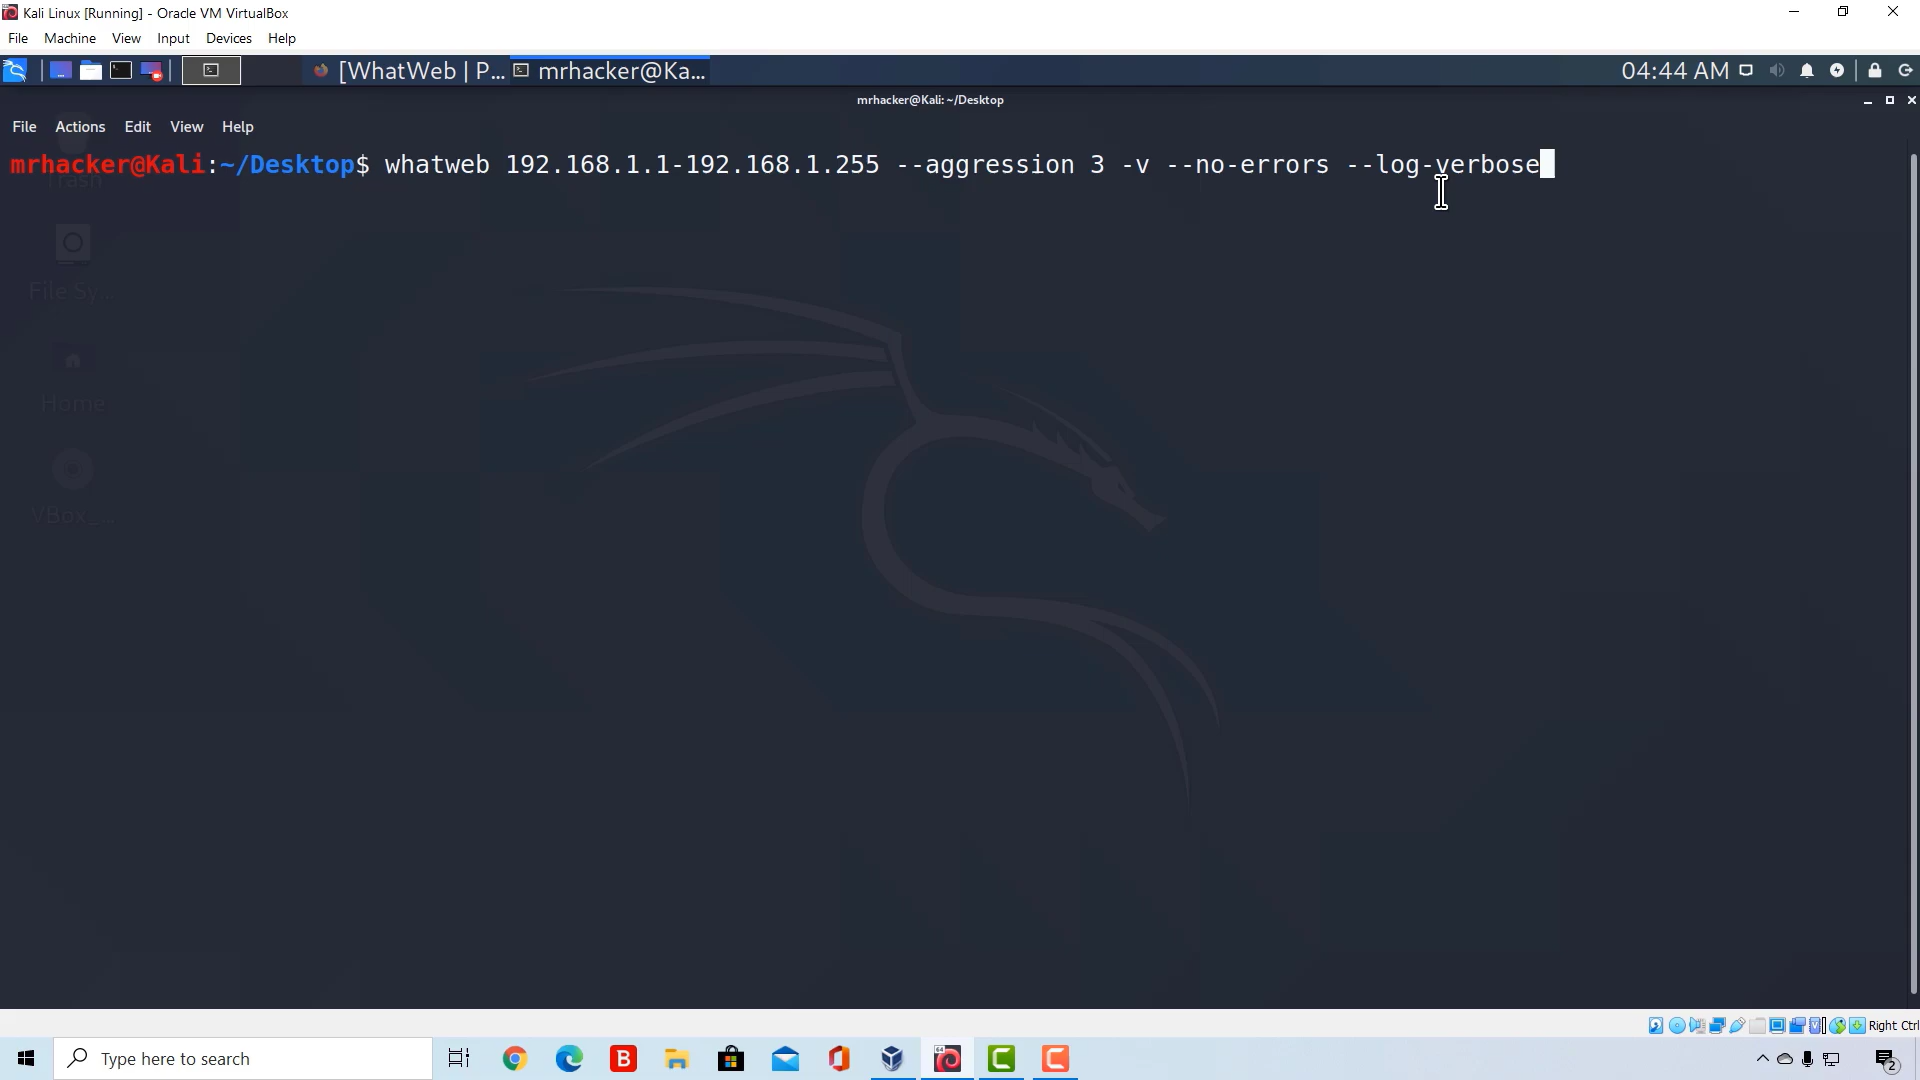 Kali Linux [Running] - Oracle VM VirtualBox
File Machine View Input Devices Help
[WhatWeb | P... mrhacker@Ka... 04:44 AM
mrhacker@Kali: ~/Desktop
File Actions Edit View Help
mrhacker@Kali:~/Desktop$ whatweb 192.168.1.1-192.168.1.255 --aggression 3 -v --no-errors --log-verbose
Trash
File Sy...
Home
VBox_...
Right Ctrl
Type here to search
B
2